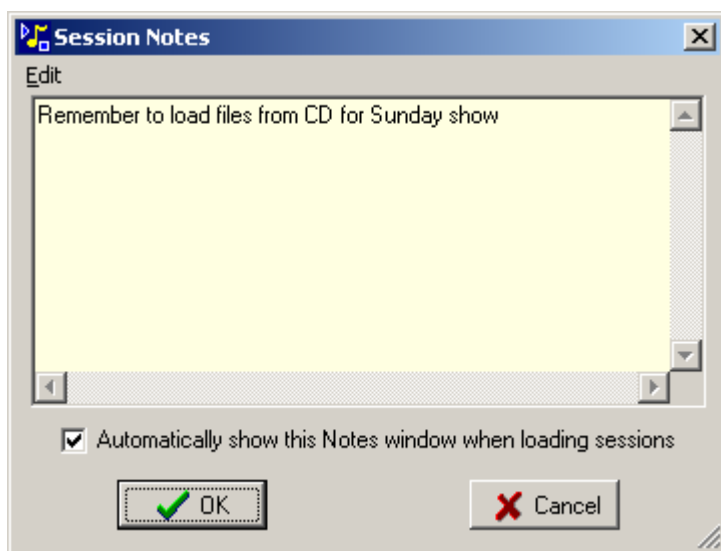 Session Notes
Edit
Remember to load files from CD for Sunday show
Automatically show this Notes window when loading sessions
OK
Cancel